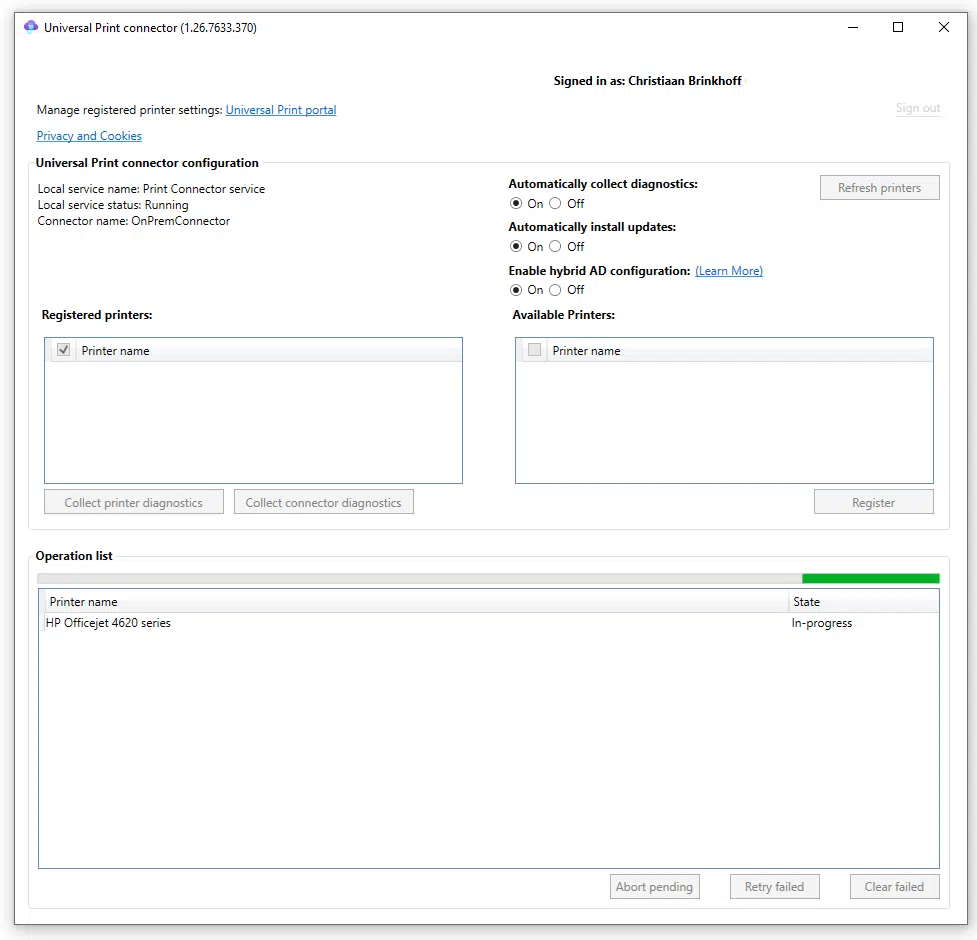 Universal Print connector (1.26.7633.370)
Signed in as: Christiaan Brinkhoff
Manage registered printer settings: Universal Print portal
Sign out
Privacy and Cookies
Universal Print connector configuration
Local service name: Print Connector service
Local service status: Running
Connector name: OnPremConnector
Automatically collect diagnostics:
On Off
Refresh printers
Automatically install updates:
On Off
Enable hybrid AD configuration: (Learn More)
On Off
Registered printers:
Printer name
Collect printer diagnostics Collect connector diagnostics
Available Printers:
Printer name
Register
Operation list
Printer name State
HP Officejet 4620 series In-progress
Abort pending Retry failed Clear failed